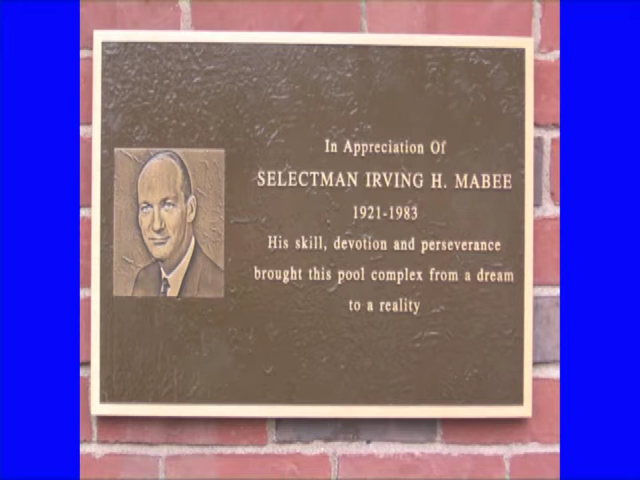 In Appreciation Of
SELECTMAN IRVING H. MABEE
1921-1983
His skill, devotion and perseverance
brought this pool complex from a dream
to a reality